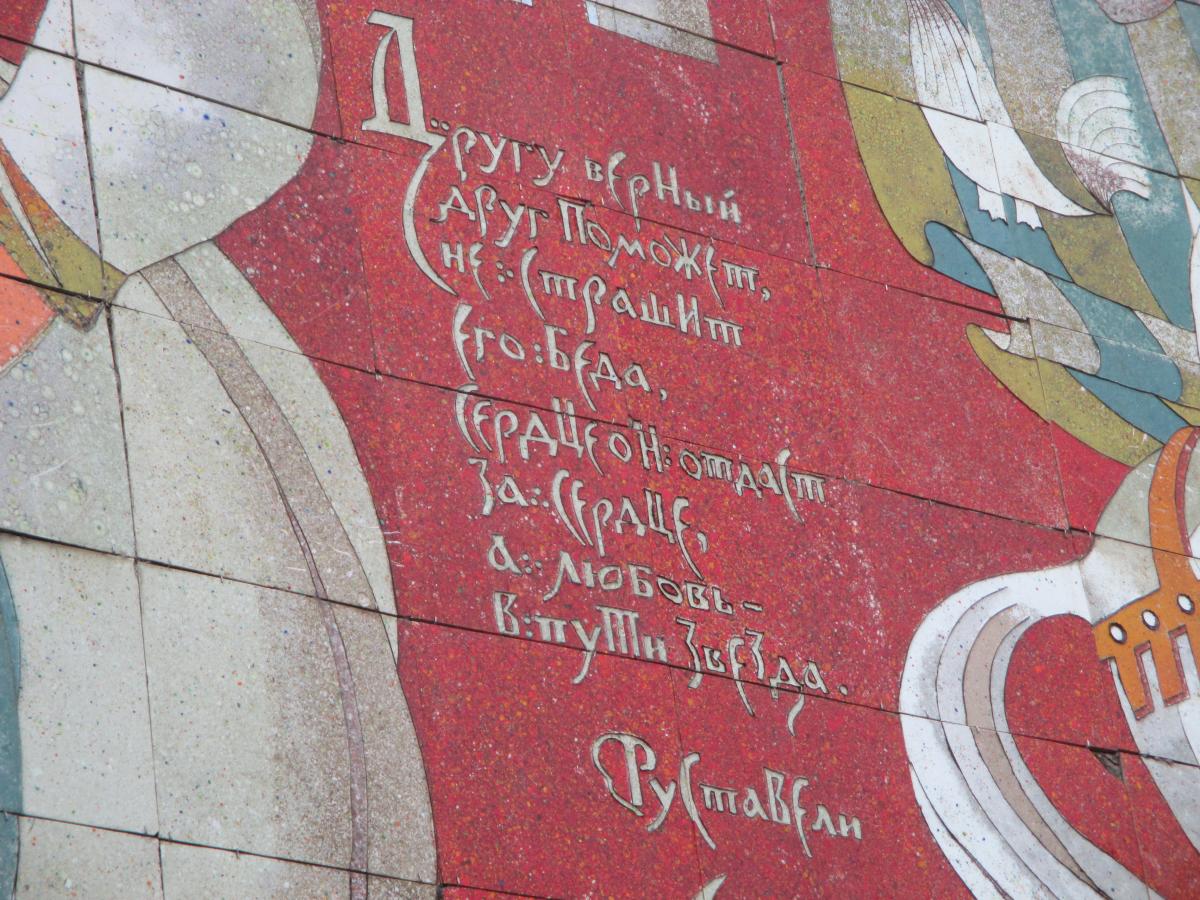 Другу верный
друг поможет,
не : страшит
его : беда,
сердце он : отдаст
за : сердце,
а : любовь –
в : пути звезда.
Руставели